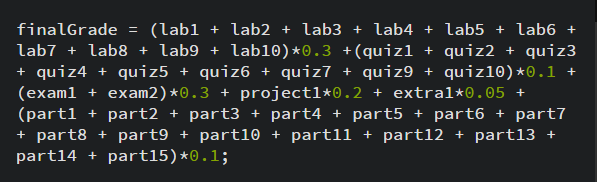 finalGrade = (lab1 + lab2 + lab3 + lab4 + lab5 + lab6 +
lab7 + lab8 + lab9 + lab10)*0.3 +(quiz1 + quiz2 + quiz3
+ quiz4 + quiz5 + quiz6 + quiz7 + quiz9 + quiz10)*0.1 +
(exam1 + exam2)*0.3 + project1*0.2 + extra1*0.05 +
(part1 + part2 + part3 + part4 + part5 + part6 + part7
+ part8 + part9 + part10 + part11 + part12 + part13 +
part14 + part15)*0.1;